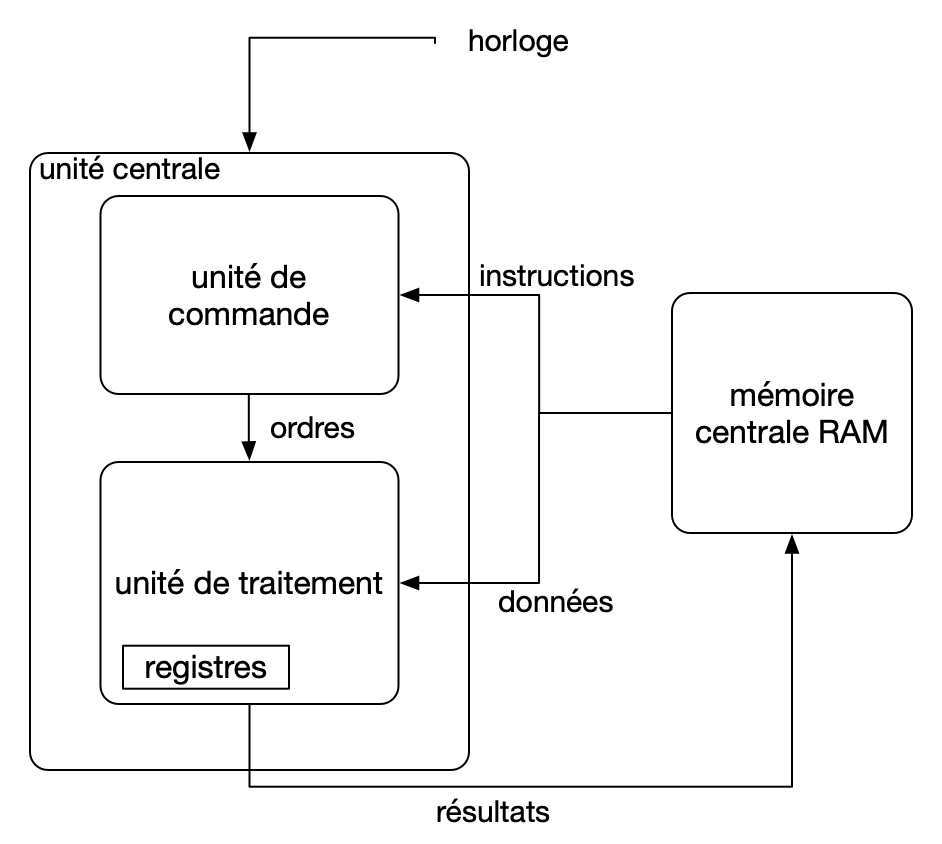 horloge
unité centrale
unité de
commande
instructions
mémoire
centrale RAM
ordres
unité de traitement
données
registres
résultats